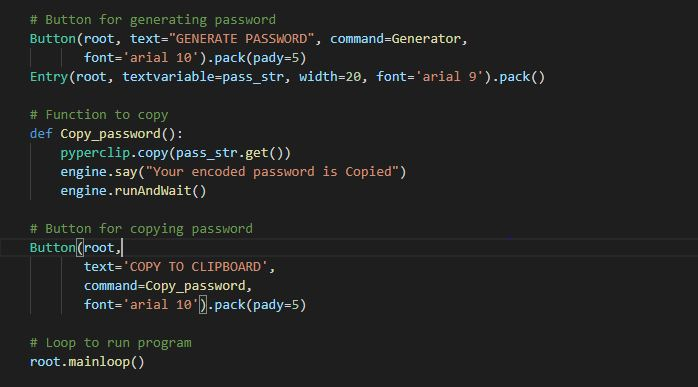 # Button for generating password
Button(root, text="GENERATE PASSWORD", command=Generator,
font='arial 10').pack(pady=5)
Entry(root, textvariable=pass_str, width=20, font='arial 9').pack()
# Function to copy
def Copy_password():
pyperclip.copy(pass_str.get())
engine.say("Your encoded password is Copied")
engine.runAndWait()
# Button for copying password
Button(root,
text='COPY TO CLIPBOARD',
command=Copy_password,
font='arial 10').pack(pady=5)
# Loop to run program
root.mainloop()